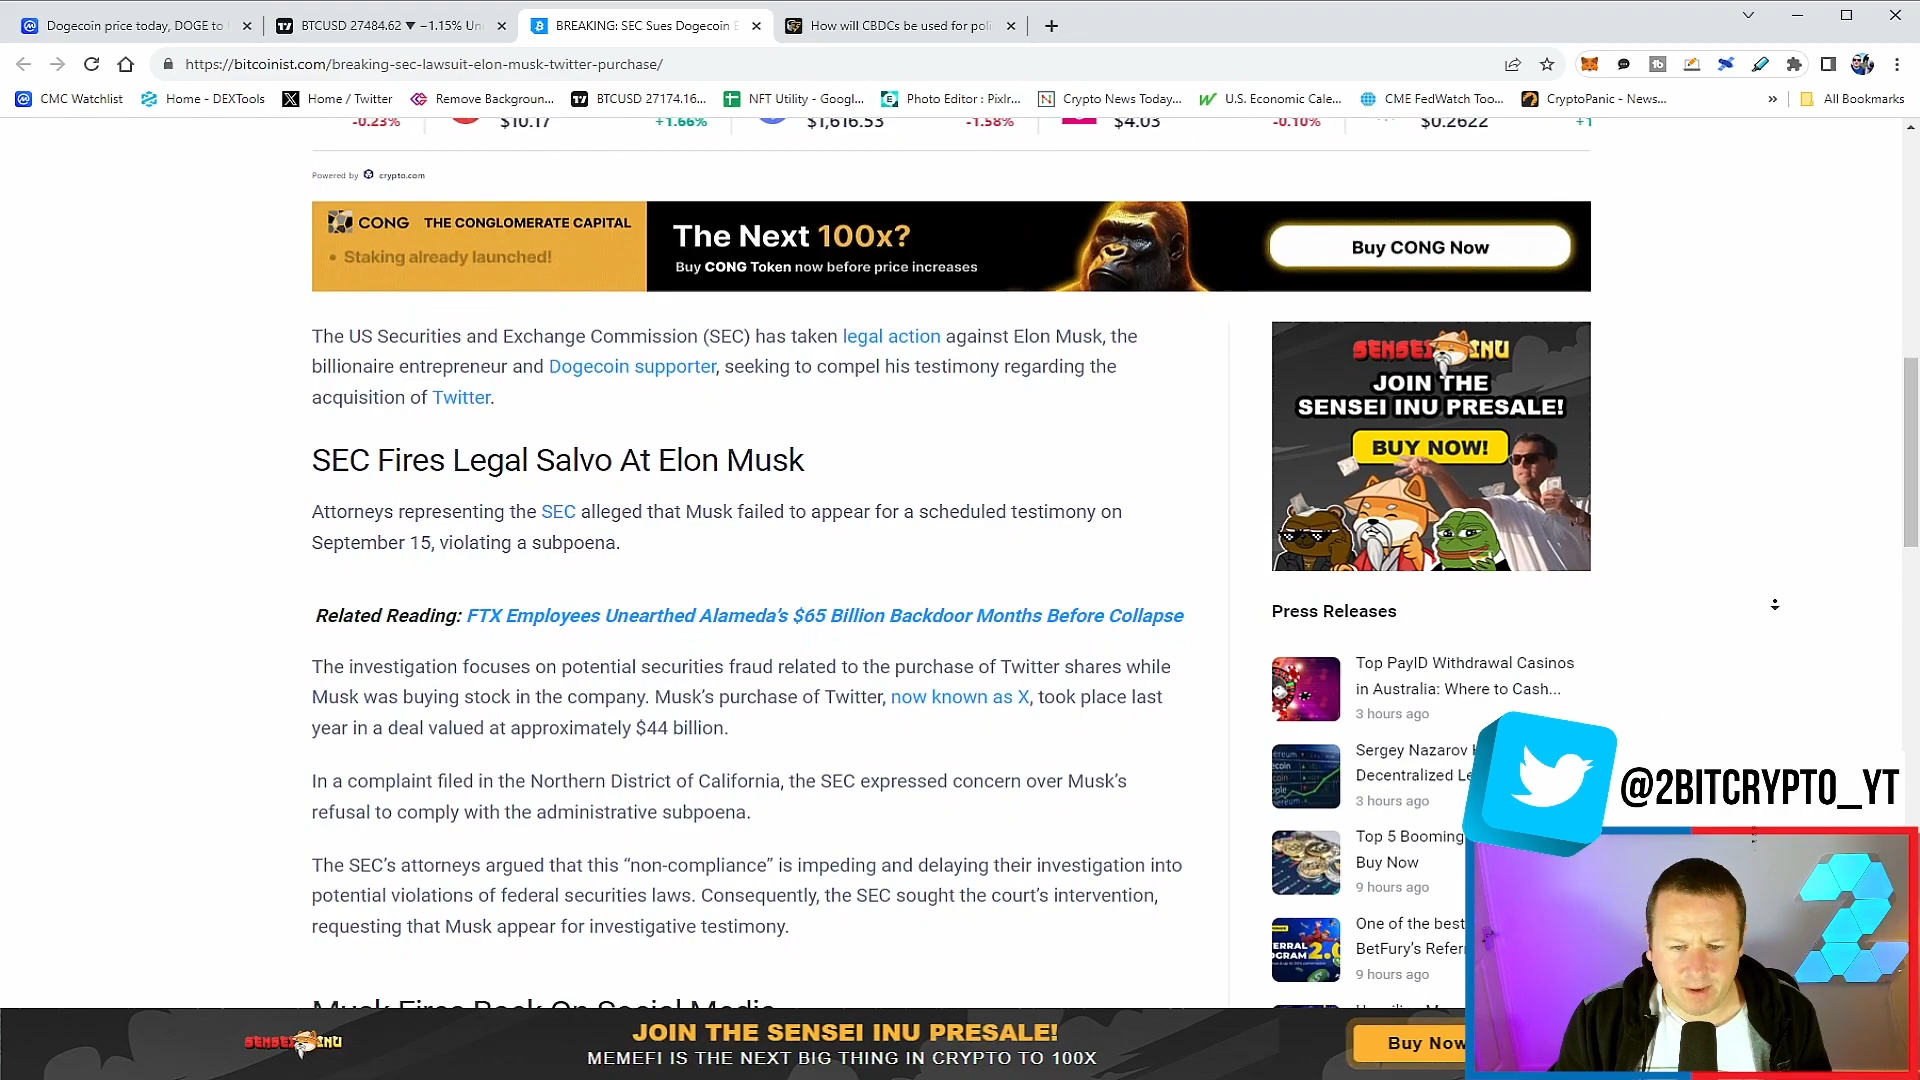 Dogecoin price today, DOGE to
BTCUSD 27484.62 ▼ −1.15% Un
BREAKING: SEC Sues Dogecoin
How will CBDCs be used for poli
https://bitcoinist.com/breaking-sec-lawsuit-elon-musk-twitter-purchase/
CMC Watchlist
Home - DEXTools
Home / Twitter
Remove Backgroun...
BTCUSD 27174.16...
NFT Utility - Googl...
Photo Editor : Pixlr...
Crypto News Today...
U.S. Economic Cale...
CME FedWatch Too...
CryptoPanic - News...
»
All Bookmarks
-0.23%
$10.17
+1.66%
$1,616.53
-1.58%
$4.03
-0.10%
$0.2622
+1
Powered by crypto.com
CONG THE CONGLOMERATE CAPITAL
• Staking already launched!
The Next 100x?
Buy CONG Token now before price increases
Buy CONG Now
The US Securities and Exchange Commission (SEC) has taken legal action against Elon Musk, the
billionaire entrepreneur and Dogecoin supporter, seeking to compel his testimony regarding the
acquisition of Twitter.
SEC Fires Legal Salvo At Elon Musk
Attorneys representing the SEC alleged that Musk failed to appear for a scheduled testimony on
September 15, violating a subpoena.
Related Reading: FTX Employees Unearthed Alameda's $65 Billion Backdoor Months Before Collapse
The investigation focuses on potential securities fraud related to the purchase of Twitter shares while
Musk was buying stock in the company. Musk's purchase of Twitter, now known as X, took place last
year in a deal valued at approximately $44 billion.
In a complaint filed in the Northern District of California, the SEC expressed concern over Musk's
refusal to comply with the administrative subpoena.
The SEC's attorneys argued that this “non-compliance” is impeding and delaying their investigation into
potential violations of federal securities laws. Consequently, the SEC sought the court's intervention,
requesting that Musk appear for investigative testimony.
Musk Fires Back On Social Media
SENSEI INU
JOIN THE
SENSEI INU PRESALE!
BUY NOW!
Press Releases
Top PayID Withdrawal Casinos
in Australia: Where to Cash...
3 hours ago
Sergey Nazarov
Decentralized Le
3 hours ago
Top 5 Booming
Buy Now
9 hours ago
One of the best
BetFury's Refer
9 hours ago
@2BITCRYPTO_YT
SENSEI INU
JOIN THE SENSEI INU PRESALE!
MEMEFI IS THE NEXT BIG THING IN CRYPTO TO 100X
Buy Now